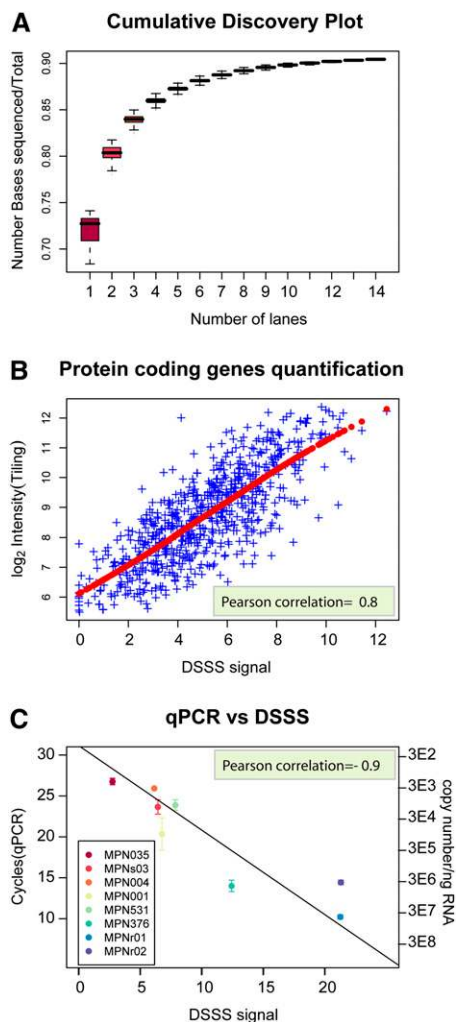 A
Cumulative Discovery Plot
Number Bases sequenced/Total
0.90
0.85
0.80
0.75
0.70
1 2 3 4 5 6 7 8 9 10 12 14
Number of lanes
B
Protein coding genes quantification
log2 Intensity(Tiling)
12
11
10
9
8
7
6
Pearson correlation= 0.8
0 2 4 6 8 10 12
DSSS signal
C
qPCR vs DSSS
Cycles(qPCR)
30
25
20
15
10
Pearson correlation=- 0.9
3E2
3E3
3E4
3E5
3E6
3E7
3E8
copy number/ng RNA
MPN035
MPNs03
MPN004
MPN001
MPN531
MPN376
MPNr01
MPNr02
0 5 10 15 20
DSSS signal